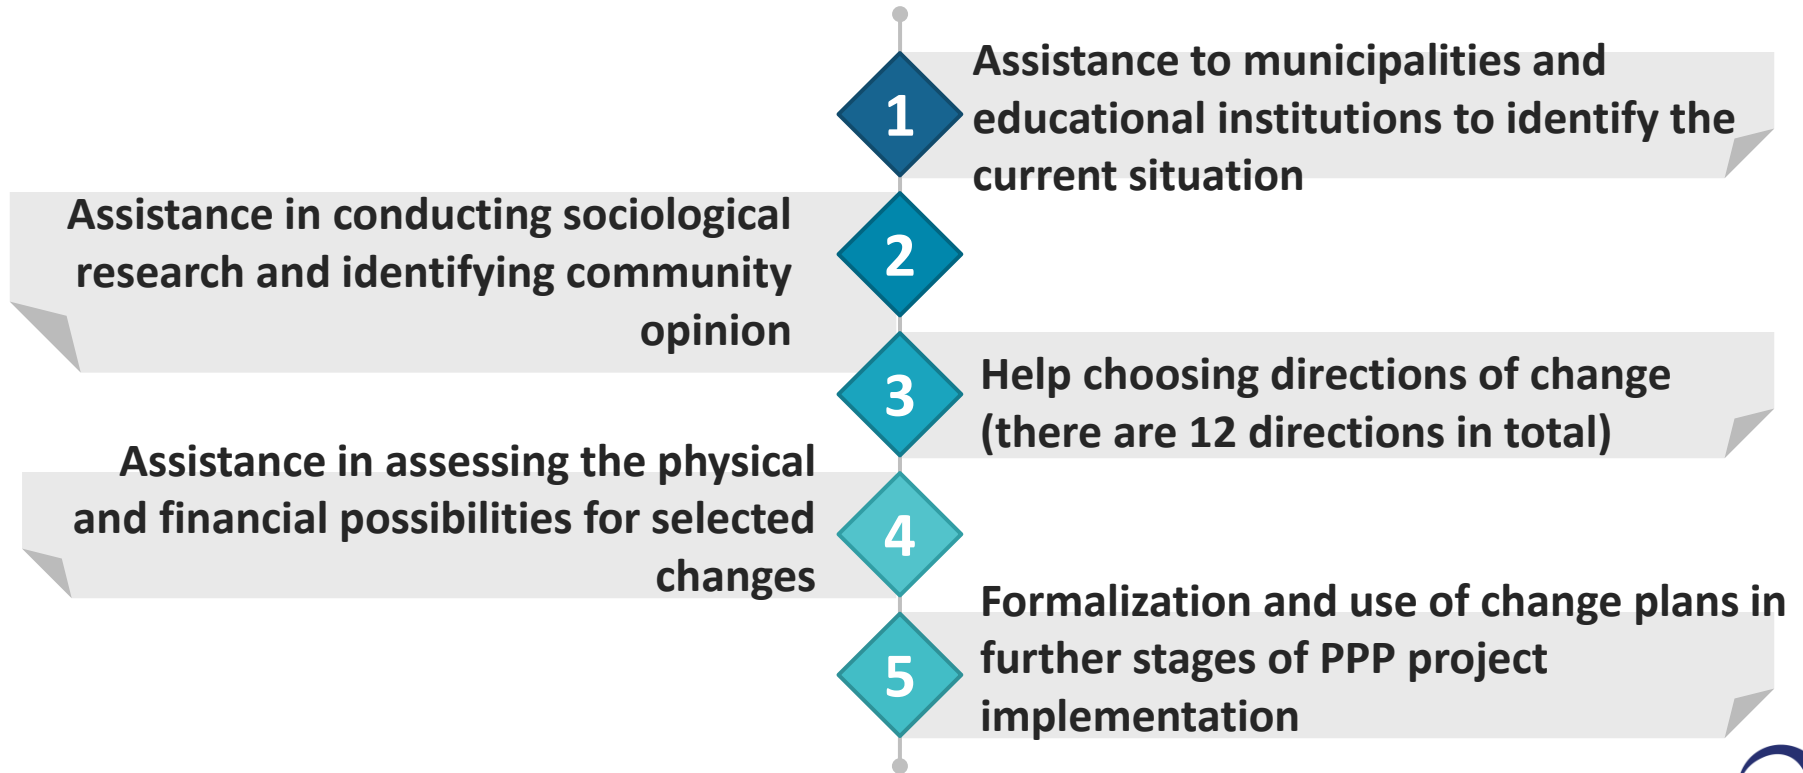 1
Assistance to municipalities and
educational institutions to identify the
current situation
2
Assistance in conducting sociological
research and identifying community
opinion
3
Help choosing directions of change
(there are 12 directions in total)
4
Assistance in assessing the physical
and financial possibilities for selected
changes
5
Formalization and use of change plans in
further stages of PPP project
implementation